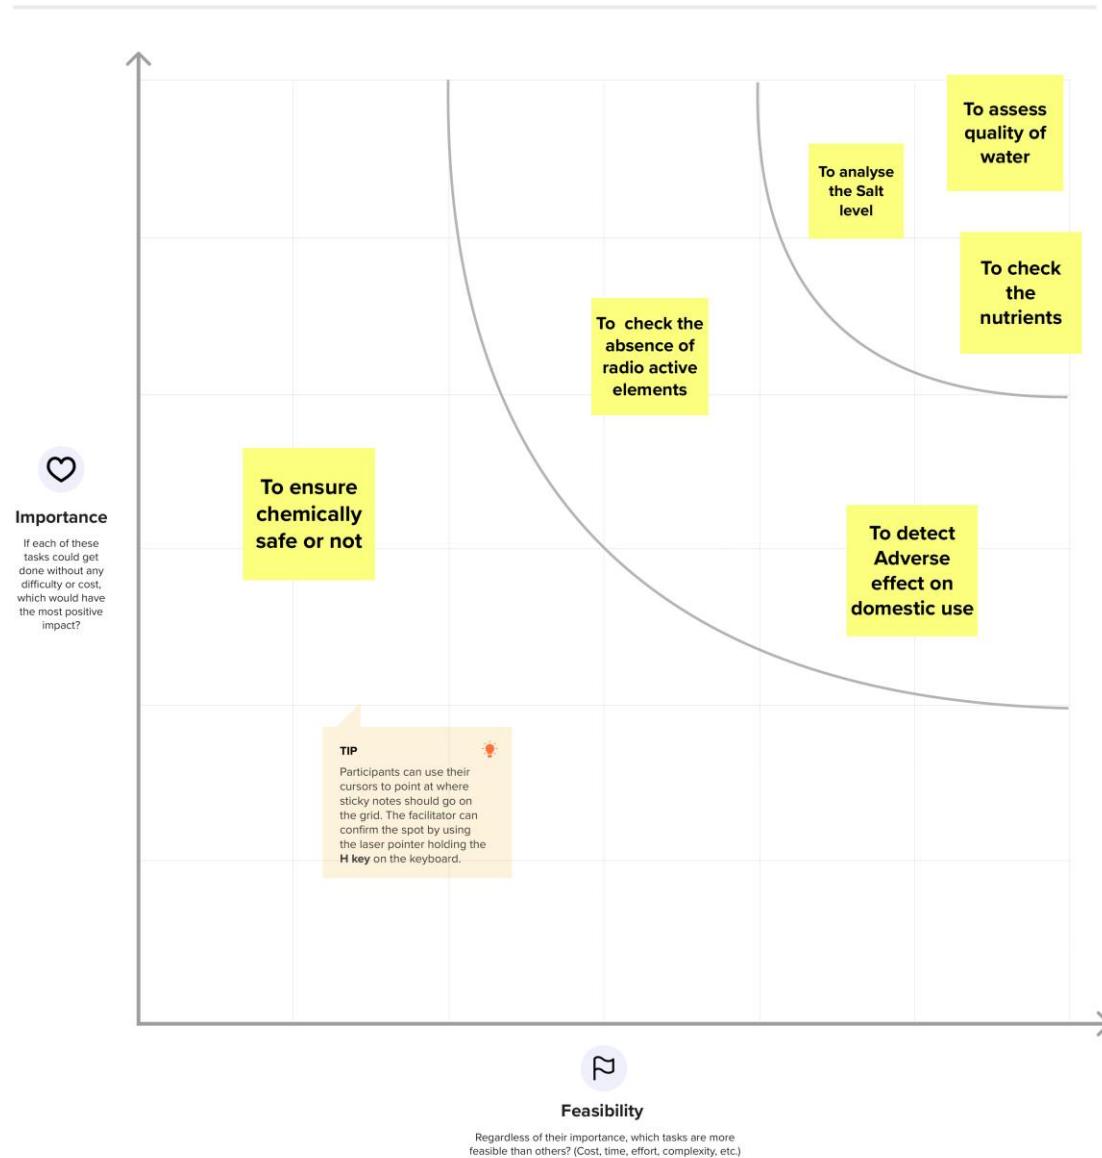 To assess
quality of
water
To analyse
the Salt
level
To check
the
nutrients
To check the
absence of
radio active
elements
To ensure
chemically
safe or not
To detect
Adverse
effect on
domestic use
Importance
If each of these
tasks could get
done without any
difficulty or cost,
which would have
the most positive
impact?
TIP
Participants can use their
cursors to point at where
sticky notes should go on
the grid. The facilitator can
confirm the spot by using
the laser pointer holding the
H key on the keyboard.
Feasibility
Regardless of their importance, which tasks are more
feasible than others? (Cost, time, effort, complexity, etc.)